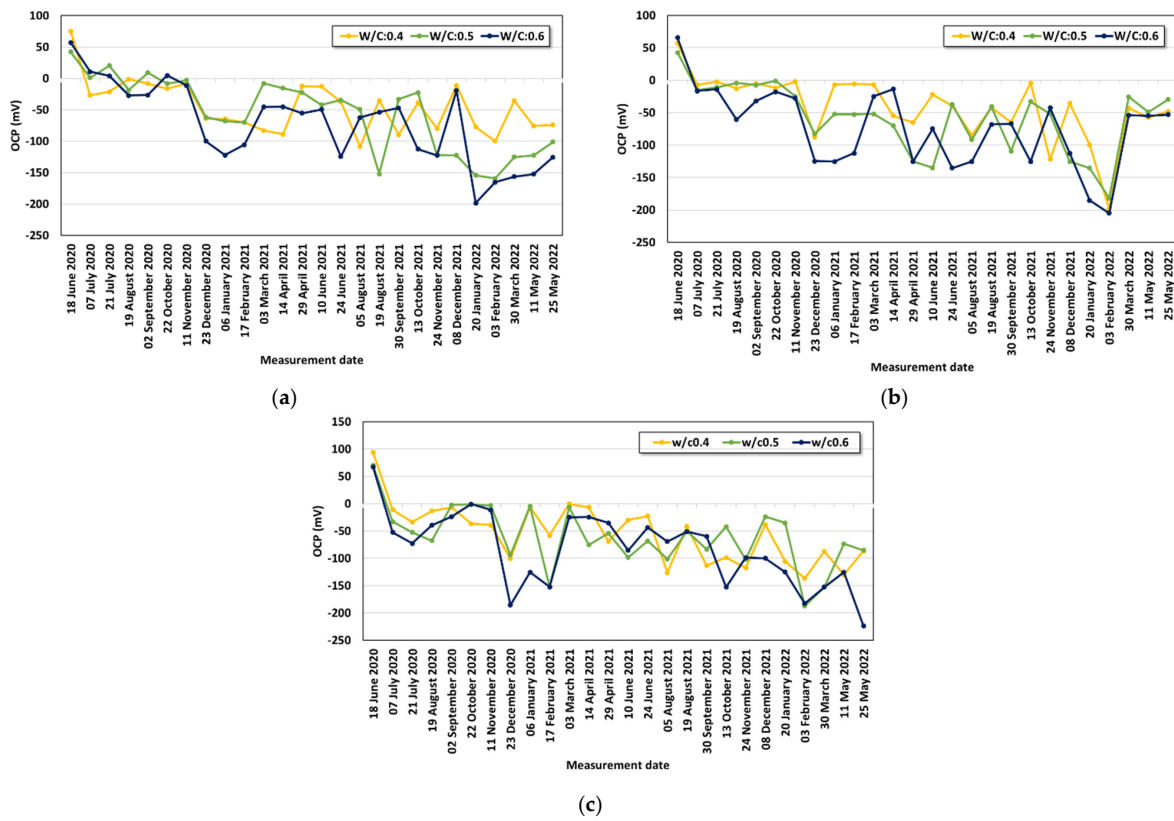 100
50
0
-50
-100
-150
-200
-250
OCP (mV)
W/C:0.4 W/C:0.5 W/C:0.6
18 June 2020
07 July 2020
21 July 2020
19 August 2020
02 September 2020
22 October 2020
11 November 2020
23 December 2020
06 January 2021
17 February 2021
03 March 2021
14 April 2021
29 April 2021
10 June 2021
24 June 2021
05 August 2021
19 August 2021
30 September 2021
13 October 2021
24 November 2021
08 December 2021
20 January 2022
03 February 2022
30 March 2022
11 May 2022
25 May 2022
Measurement date
(a)
100
50
0
-50
-100
-150
-200
-250
OCP (mV)
W/C:0.4 W/C:0.5 W/C:0.6
18 June 2020
07 July 2020
21 July 2020
19 August 2020
02 September 2020
22 October 2020
11 November 2020
23 December 2020
06 January 2021
17 February 2021
03 March 2021
14 April 2021
29 April 2021
10 June 2021
24 June 2021
05 August 2021
19 August 2021
30 September 2021
13 October 2021
24 November 2021
08 December 2021
20 January 2022
03 February 2022
30 March 2022
11 May 2022
25 May 2022
Measurement date
(b)
150
100
50
0
-50
-100
-150
-200
-250
OCP (mV)
w/c0.4 w/c0.5 w/c0.6
18 June 2020
07 July 2020
21 July 2020
19 August 2020
02 September 2020
22 October 2020
11 November 2020
23 December 2020
06 January 2021
17 February 2021
03 March 2021
14 April 2021
29 April 2021
10 June 2021
24 June 2021
05 August 2021
19 August 2021
30 September 2021
13 October 2021
24 November 2021
08 December 2021
20 January 2022
03 February 2022
30 March 2022
11 May 2022
25 May 2022
Measurement date
(c)